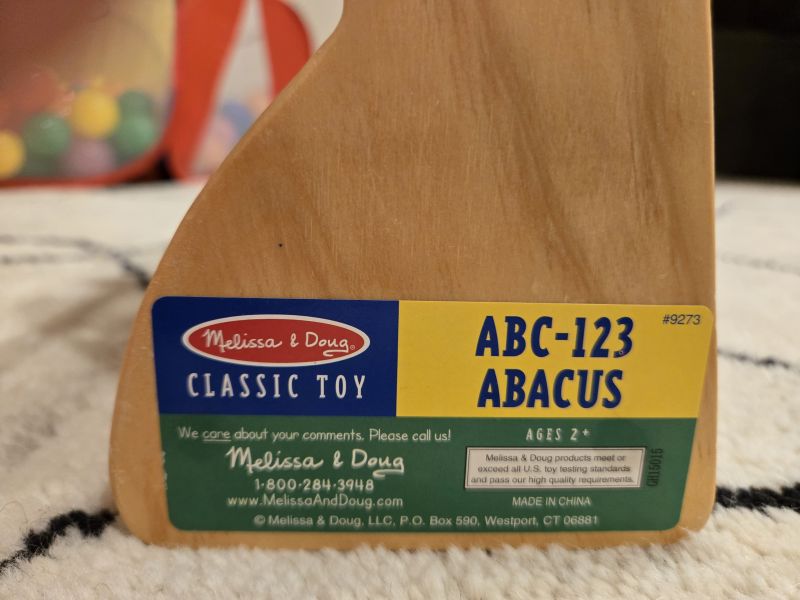 Melissa & Doug®
CLASSIC TOY
ABC-123
ABACUS
#9273
We care about your comments. Please call us!
Melissa & Doug
1-800-284-3948
www.MelissaAndDoug.com
AGES 2+
Melissa & Doug products meet or
exceed all U.S. toy testing standards
and pass our high quality requirements.
GH15015
MADE IN CHINA
© Melissa & Doug, LLC, P.O. Box 590, Westport, CT 06881